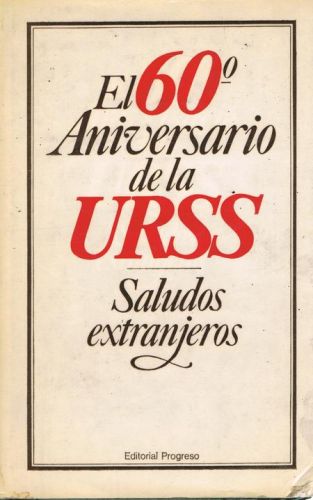 El 60º
Aniversario
de la
URSS
Saludos
extranjeros
Editorial Progreso